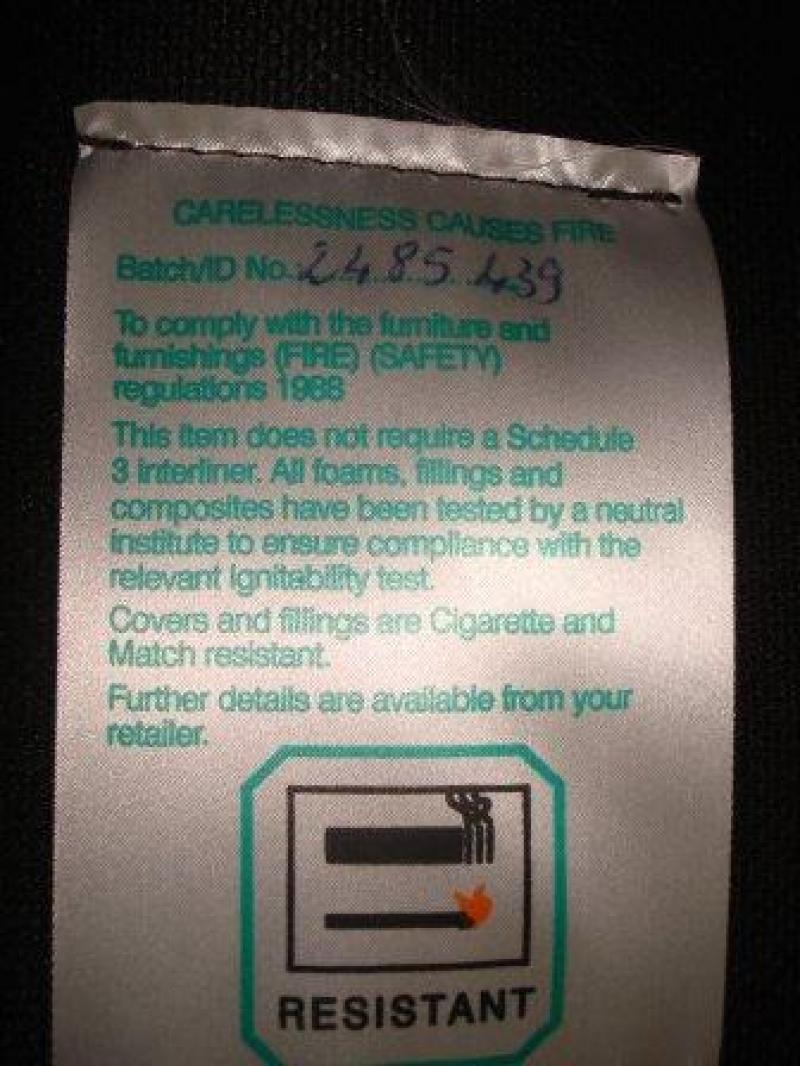 CARELESSNESS CAUSES FIRE
Batch/ID No. 2485 439
To comply with the furniture and
furnishings (FIRE) (SAFETY)
regulations 1988
This item does not require a Schedule
3 interliner. All foams, fillings and
composites have been tested by a neutral
institute to ensure compliance with the
relevant ignitability test.
Covers and fillings are Cigarette and
Match resistant.
Further details are available from your
retailer.
RESISTANT